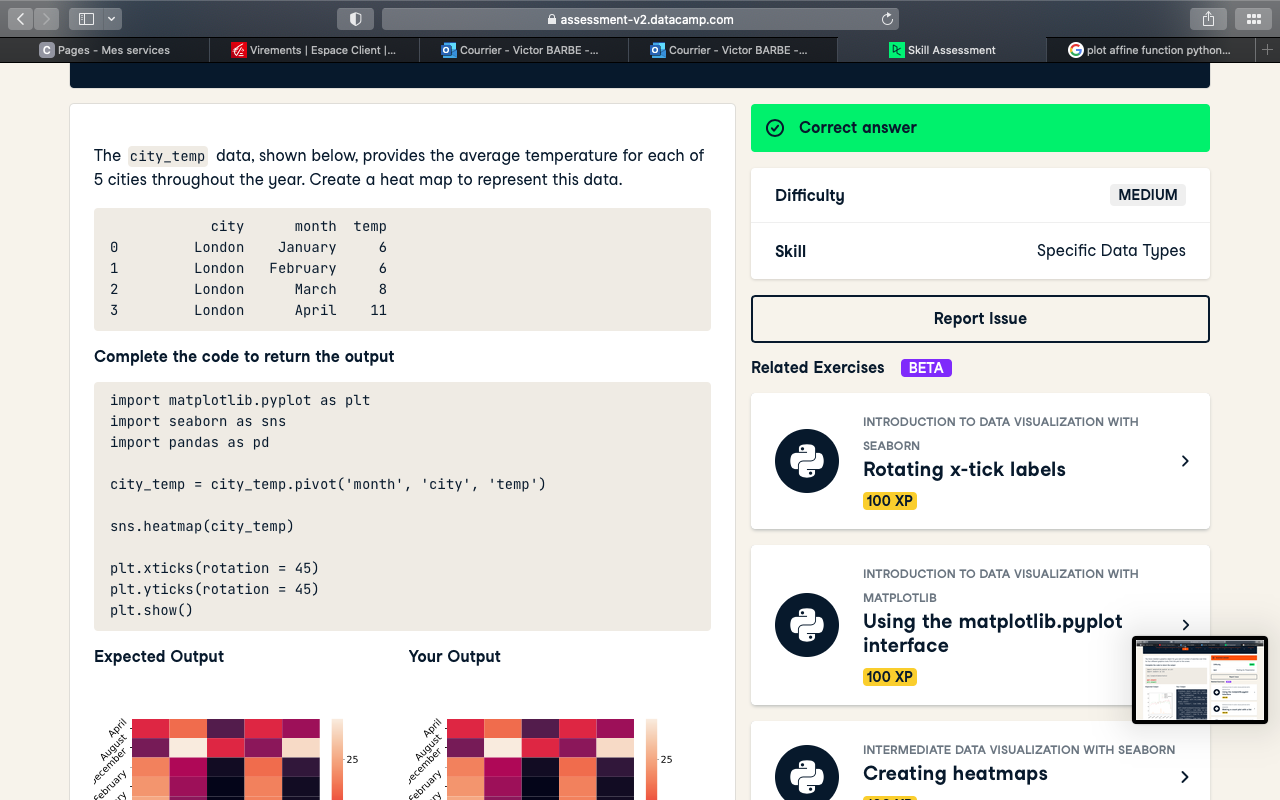 assessment-v2.datacamp.com
Pages - Mes services
Virements | Espace Client |...
Courrier - Victor BARBE -...
Courrier - Victor BARBE -...
Skill Assessment
plot affine function python...
The city_temp data, shown below, provides the average temperature for each of
5 cities throughout the year. Create a heat map to represent this data.
city month temp
0 London January 6
1 London February 6
2 London March 8
3 London April 11
Complete the code to return the output
import matplotlib.pyplot as plt
import seaborn as sns
import pandas as pd
city_temp = city_temp.pivot('month', 'city', 'temp')
sns.heatmap(city_temp)
plt.xticks(rotation = 45)
plt.yticks(rotation = 45)
plt.show()
Expected Output
Your Output
April
August
25
February
April
August
25
February
Correct answer
Difficulty
MEDIUM
Skill
Specific Data Types
Report Issue
Related Exercises BETA
INTRODUCTION TO DATA VISUALIZATION WITH
SEABORN
Rotating x-tick labels
100 XP
INTRODUCTION TO DATA VISUALIZATION WITH
MATPLOTLIB
Using the matplotlib.pyplot
interface
100 XP
INTERMEDIATE DATA VISUALIZATION WITH SEABORN
Creating heatmaps